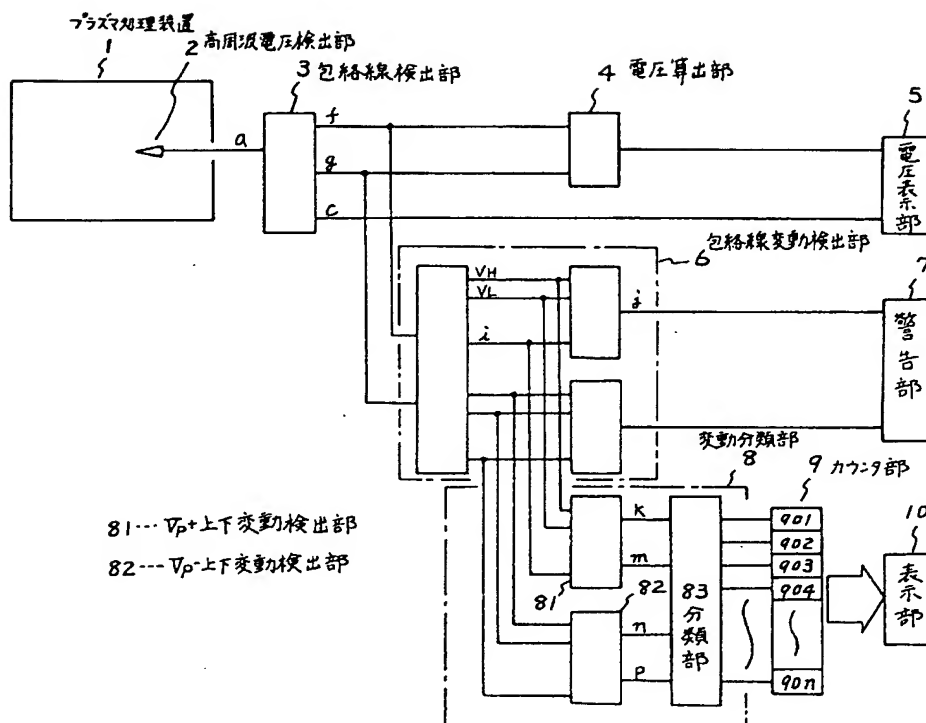 プラズマ処理装置
1
2 高周波電圧検出部
3 包絡線検出部
4 電圧算出部
5
電圧表示部
a
f
g
c
包絡線変動検出部
6
7
警告部
VH
VL
i
j
変動分類部
8
9 カウンタ部
10
表示部
81… Vp+上下変動検出部
82… Vp-上下変動検出部
81
82
k
m
n
p
83
分類部
901
902
903
904
90n